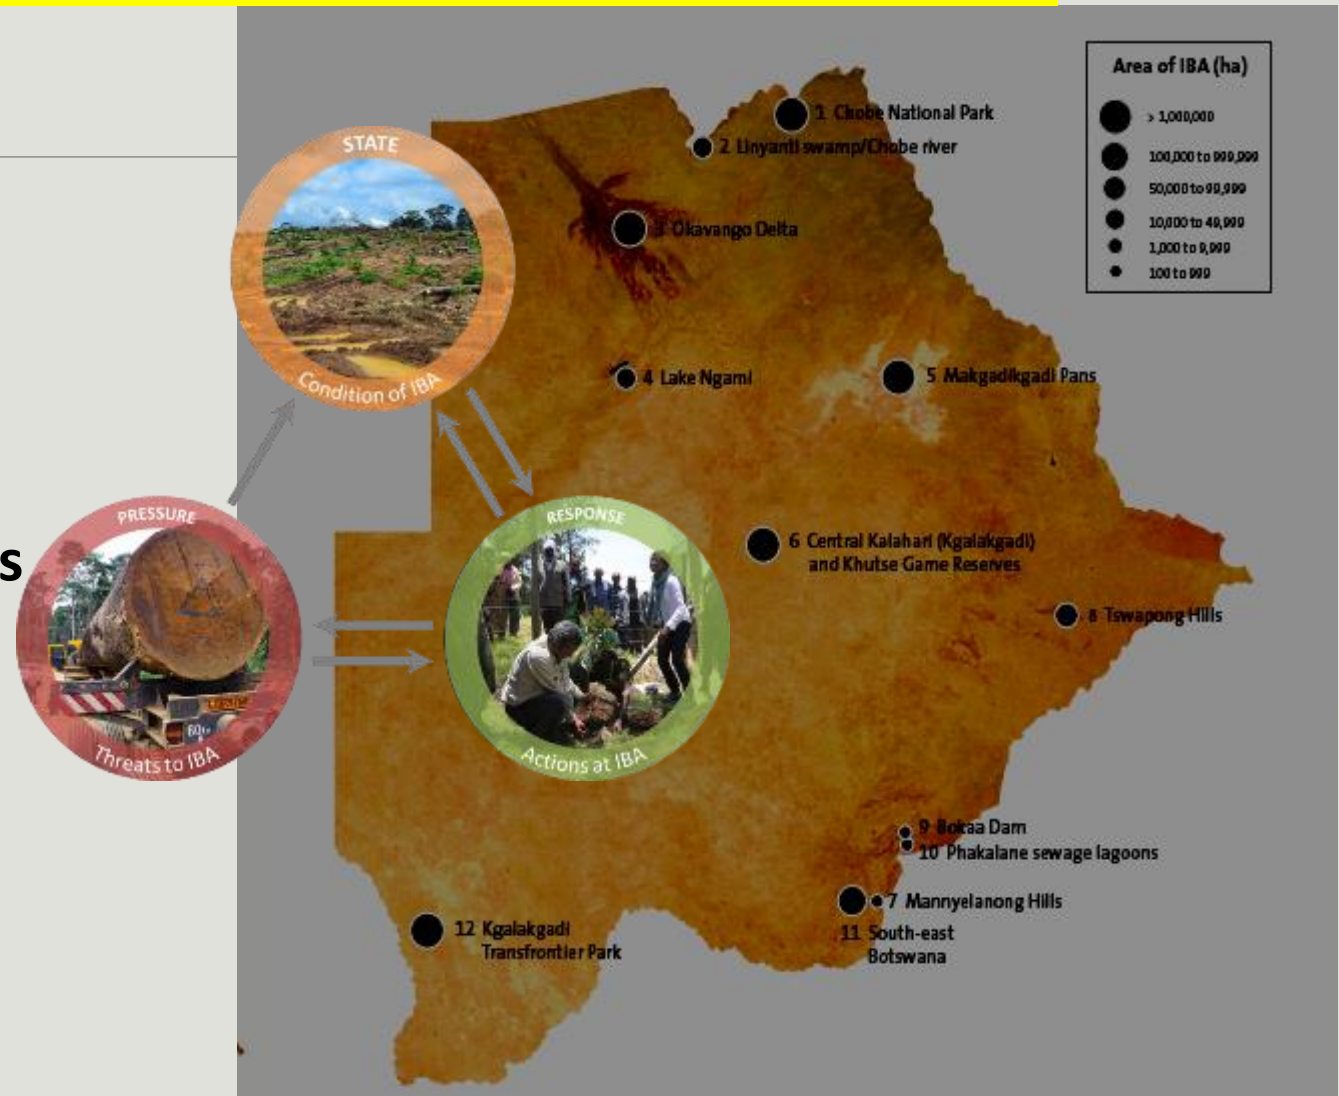 Area of IBA (ha)
> 1,000,000
100,000 to 999,999
50,000 to 99,999
10,000 to 49,999
1,000 to 9,999
100 to 999
1 Chobe National Park
2 Linyanti swamp/Chobe river
3 Okavango Delta
4 Lake Ngami
5 Makgadikgadi Pans
6 Central Kalahari (Kgalakgadi)
and Khutse Game Reserves
8 Tswapong Hills
9 Bokaa Dam
10 Phakalane sewage lagoons
7 Mannyelanong Hills
11 South-east
Botswana
12 Kgalakgadi
Transfrontier Park
STATE
Condition of IBA
PRESSURE
Threats to IBA
RESPONSE
Actions at IBA
s